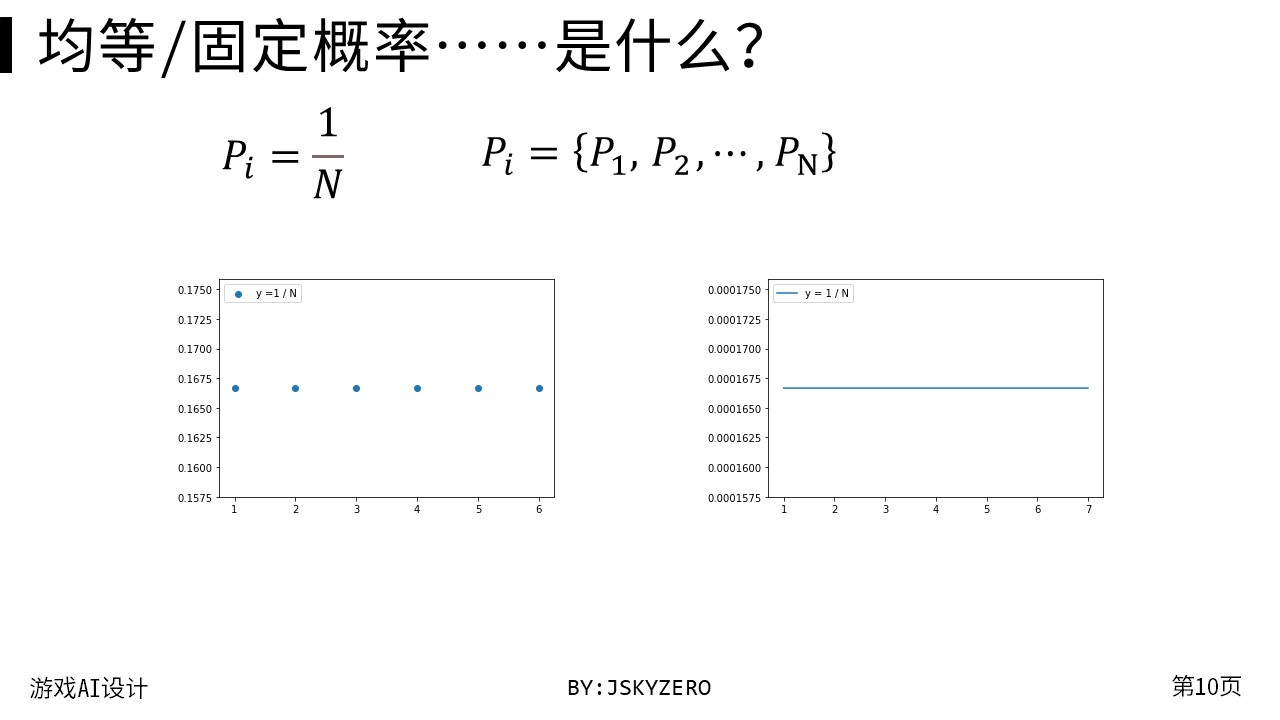 均等/固定概率……是什么?
P_i = 1/N
P_i = {P_1, P_2, ⋯, P_N}
y =1 / N
0.1750
0.1725
0.1700
0.1675
0.1650
0.1625
0.1600
0.1575
1 2 3 4 5 6
y = 1 / N
0.0001750
0.0001725
0.0001700
0.0001675
0.0001650
0.0001625
0.0001600
0.0001575
1 2 3 4 5 6 7
游戏AI设计
BY:JSKYZERO
第10页